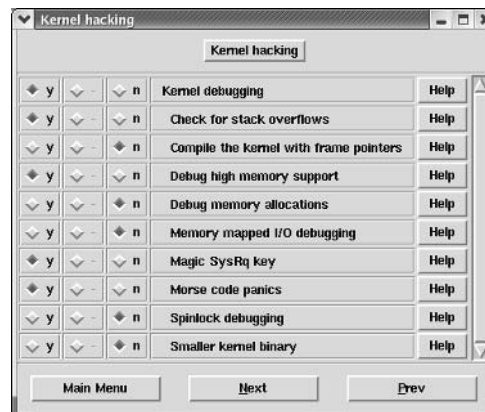 Kernel hacking
Kernel hacking
y - n Kernel debugging Help
y - n Check for stack overflows Help
y - n Compile the kernel with frame pointers Help
y - n Debug high memory support Help
y - n Debug memory allocations Help
y - n Memory mapped I/O debugging Help
y - n Magic SysRq key Help
y - n Morse code panics Help
y - n Spinlock debugging Help
y - n Smaller kernel binary Help
Main Menu Next Prev